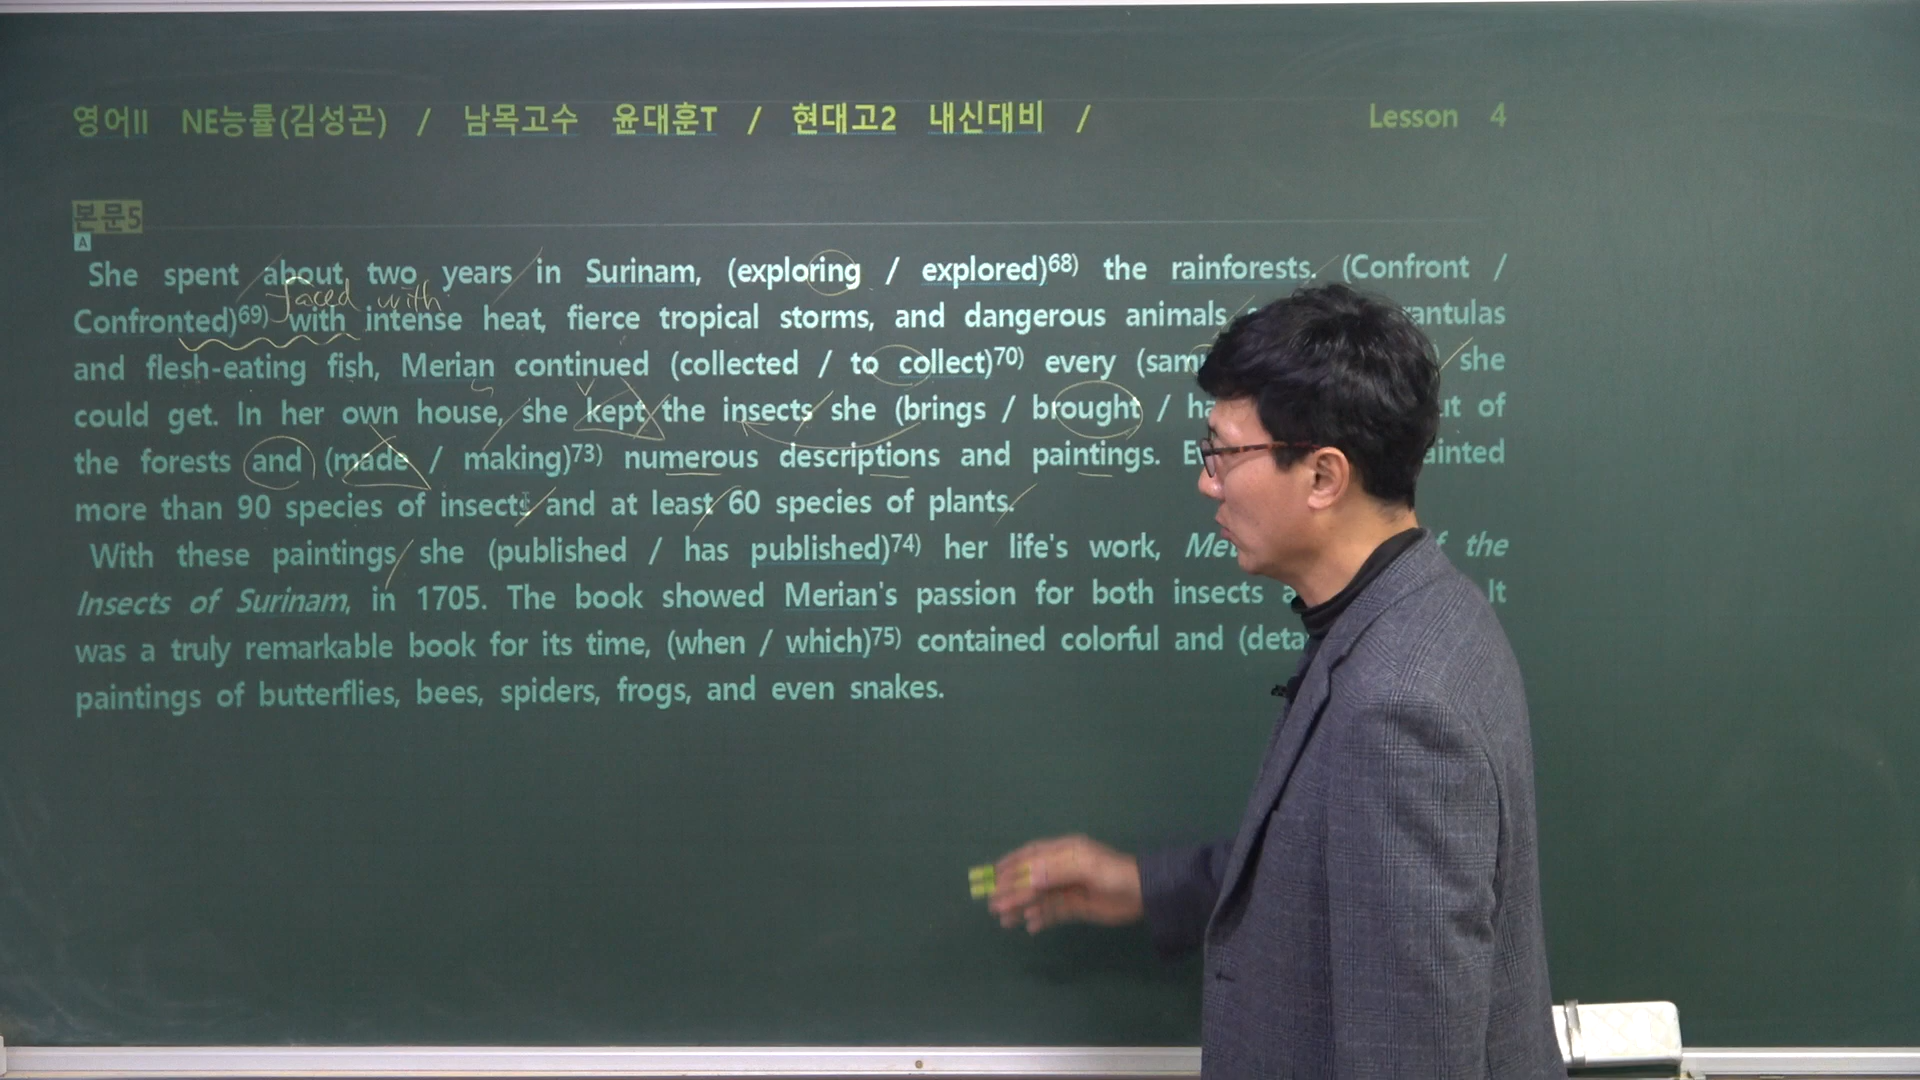 영어II NE능률(김성곤) / 남목고수 윤대훈T / 현대고2 내신대비 / Lesson 4
본문5
A
She spent about two years in Surinam, (exploring / explored)68) the rainforests. (Confront /
faced with
Confronted)69) with intense heat, fierce tropical storms, and dangerous animals
and flesh-eating fish, Merian continued (collected / to collect)70) every she
could get. In her own house, she kept the insects she (brings / brought / of
the forests and (made / making)73) numerous descriptions and paintings.
more than 90 species of insects and at least 60 species of plants.
With these paintings she (published / has published)74) her life's work, the
Insects of Surinam, in 1705. The book showed Merian's passion for both insects It
was a truly remarkable book for its time, (when / which)75) contained colorful and
paintings of butterflies, bees, spiders, frogs, and even snakes.